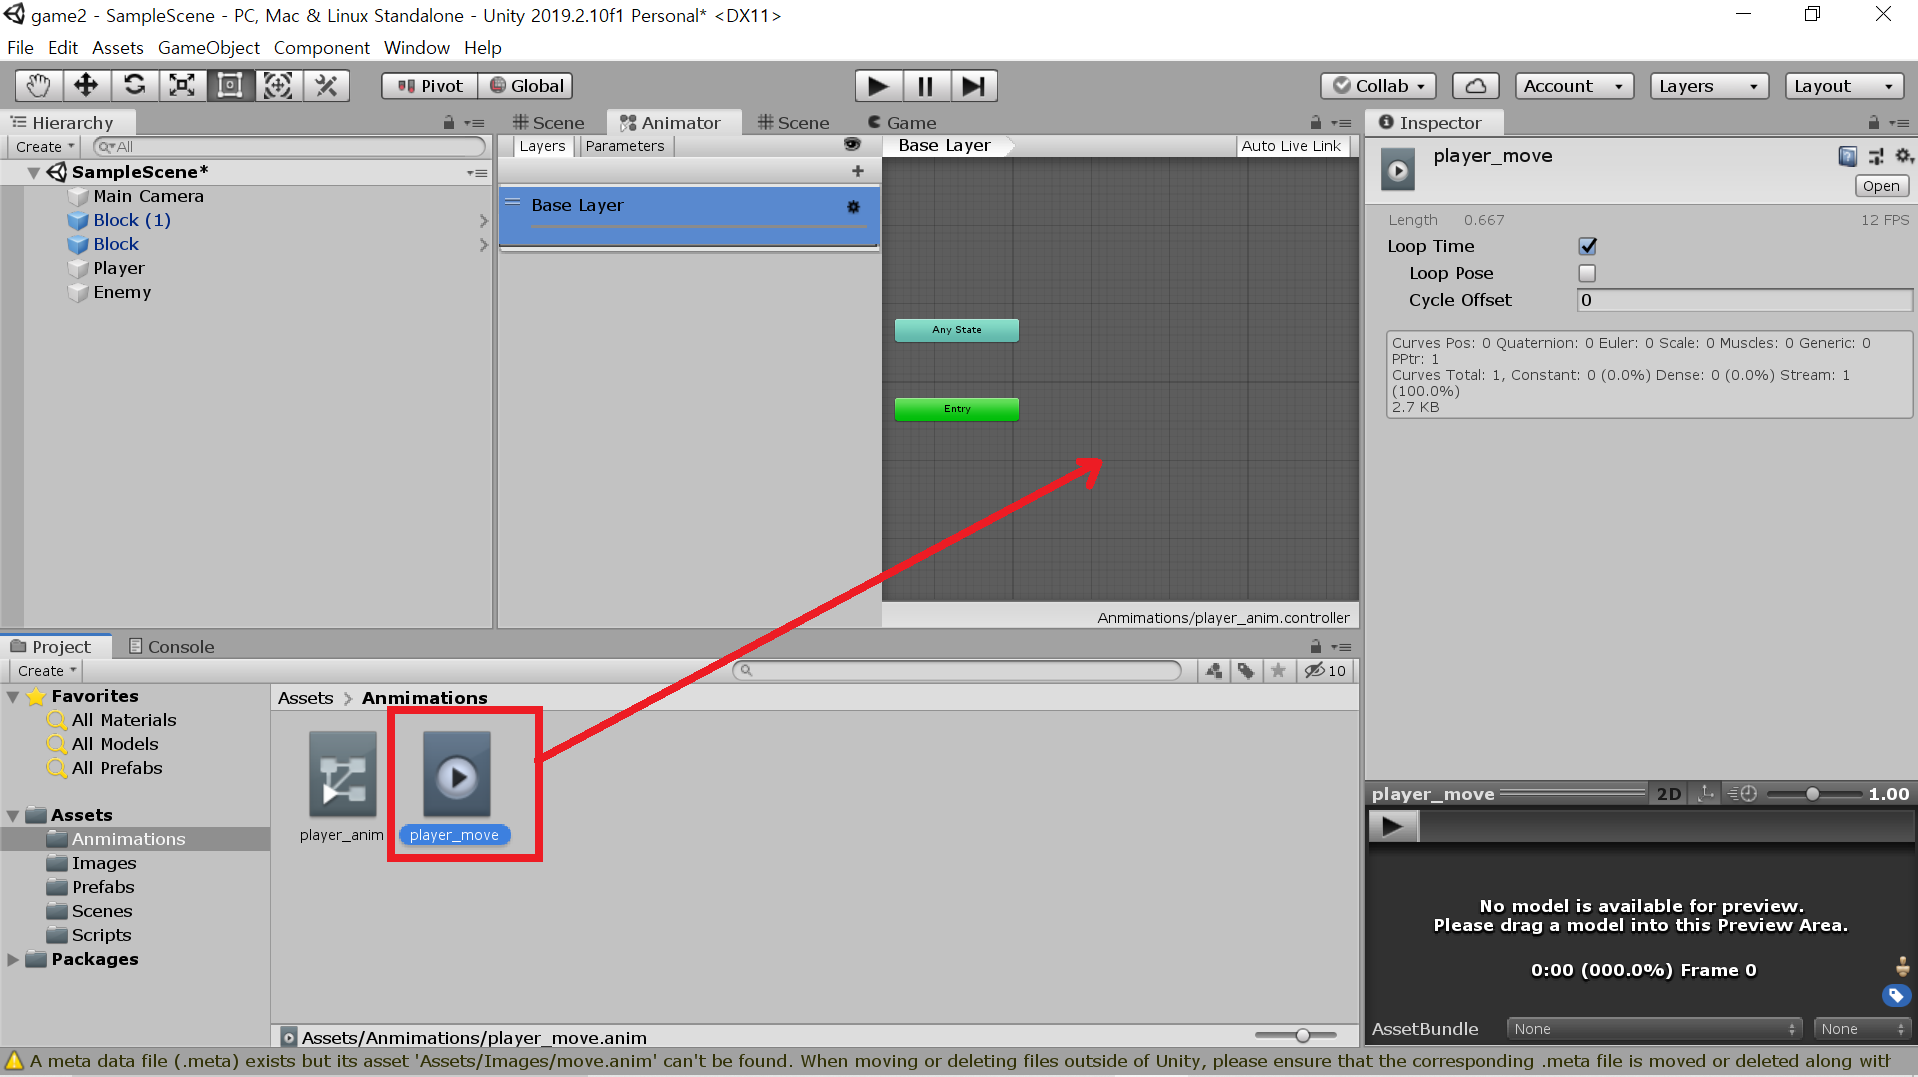 game2 - SampleScene - PC, Mac & Linux Standalone - Unity 2019.2.10f1 Personal* <DX11>
File Edit Assets GameObject Component Window Help
Pivot Global Collab Account Layers Layout
Hierarchy
Create All
SampleScene*
Main Camera
Block (1)
Block
Player
Enemy
Scene Animator Scene Game
Layers Parameters Base Layer Auto Live Link
Base Layer
Any State
Entry
Anmimations/player_anim.controller
Inspector
player_move
Open
Length 0.667 12 FPS
Loop Time
Loop Pose
Cycle Offset 0
Curves Pos: 0 Quaternion: 0 Euler: 0 Scale: 0 Muscles: 0 Generic: 0
PPtr: 1
Curves Total: 1, Constant: 0 (0.0%) Dense: 0 (0.0%) Stream: 1
(100.0%)
2.7 KB
Project Console
Create 10
Favorites
All Materials
All Models
All Prefabs
Assets
Anmimations
Images
Prefabs
Scenes
Scripts
Packages
Assets > Anmimations
player_anim player_move
Assets/Anmimations/player_move.anim
player_move 2D 1.00
No model is available for preview.
Please drag a model into this Preview Area.
0:00 (000.0%) Frame 0
AssetBundle None None
A meta data file (.meta) exists but its asset 'Assets/Images/move.anim' can't be found. When moving or deleting files outside of Unity, please ensure that the corresponding .meta file is moved or deleted along with